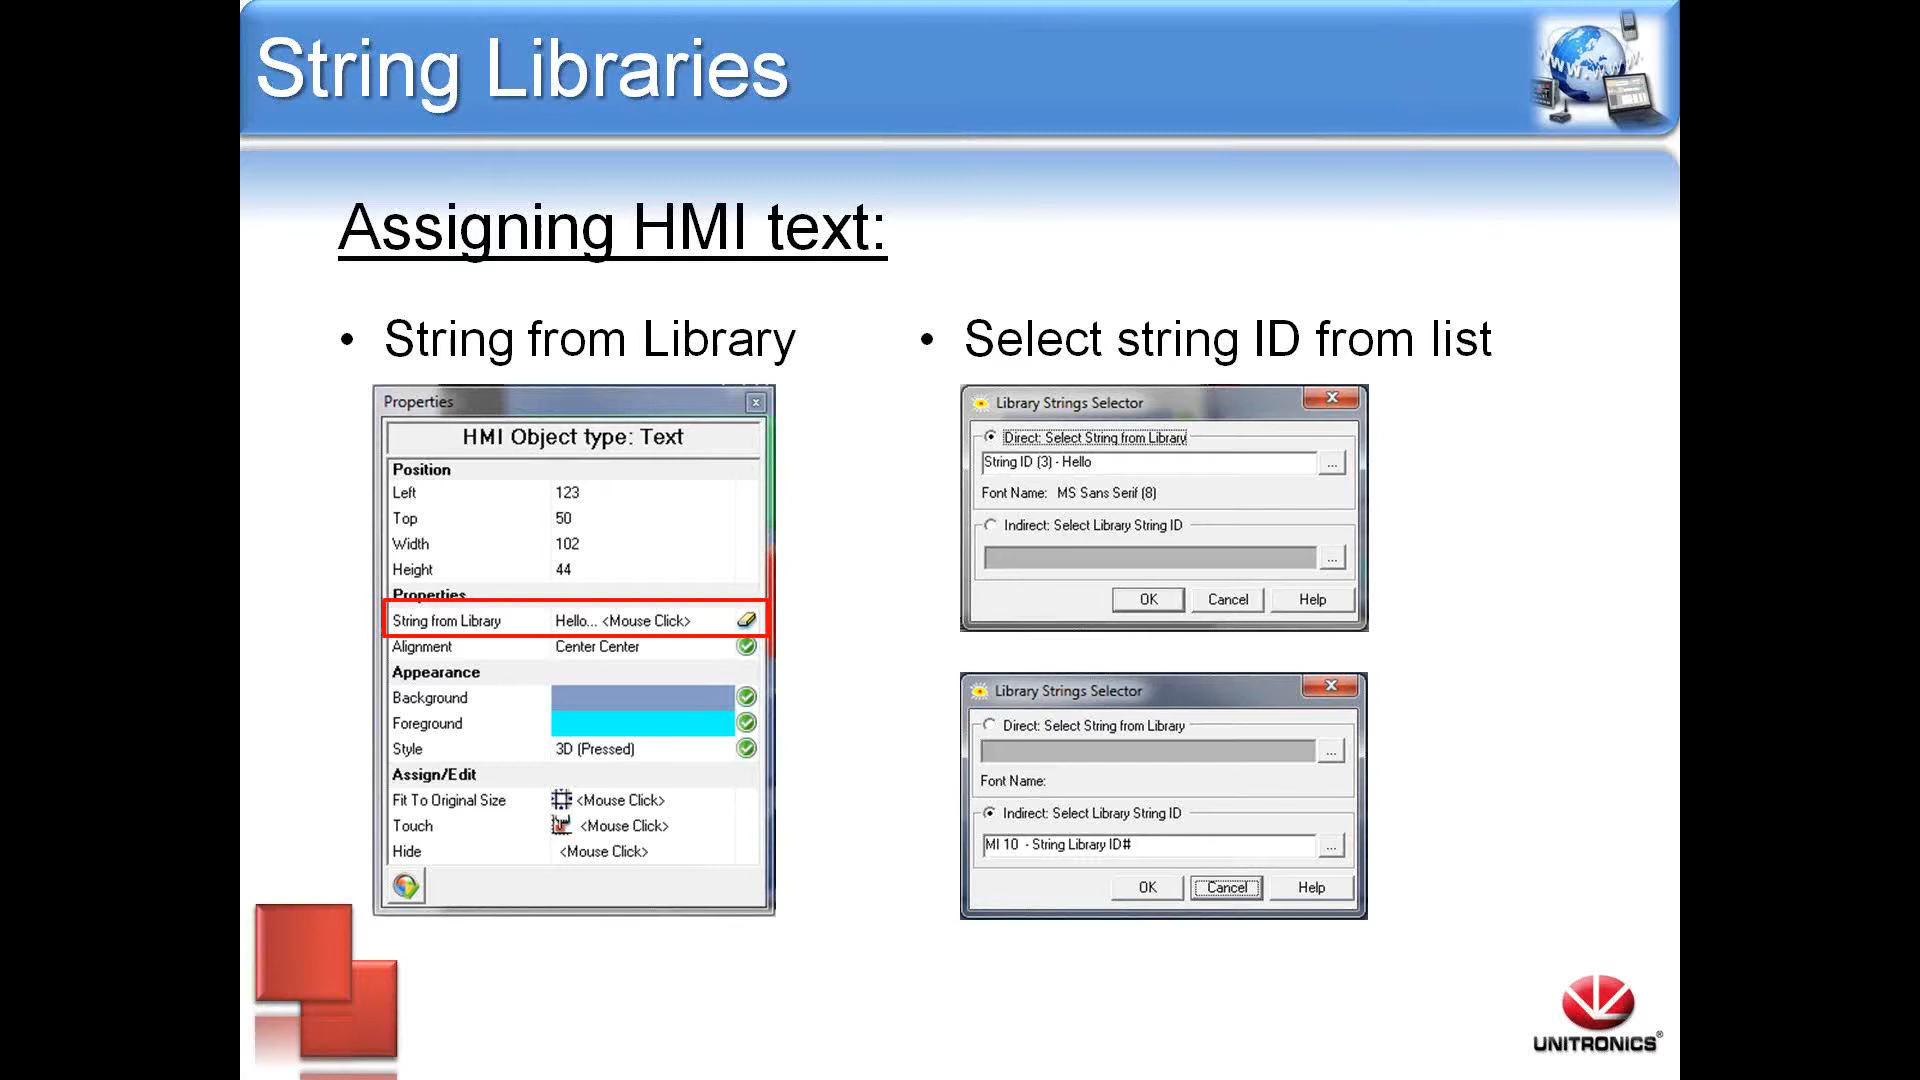 String Libraries
www
Assigning HMI text:
• String from Library
Properties
HMI Object type: Text
Position
Left 123
Top 50
Width 102
Height 44
Properties
String from Library Hello... <Mouse Click>
Alignment Center Center
Appearance
Background
Foreground
Style 3D (Pressed)
Assign/Edit
Fit To Original Size <Mouse Click>
Touch <Mouse Click>
Hide <Mouse Click>
• Select string ID from list
Library Strings Selector
Direct: Select String from Library
String ID (3) - Hello ...
Font Name: MS Sans Serif (8)
Indirect: Select Library String ID
...
OK Cancel Help
Library Strings Selector
Direct: Select String from Library
...
Font Name:
Indirect: Select Library String ID
MI 10 - String Library ID# ...
OK Cancel Help
UNITRONICS®